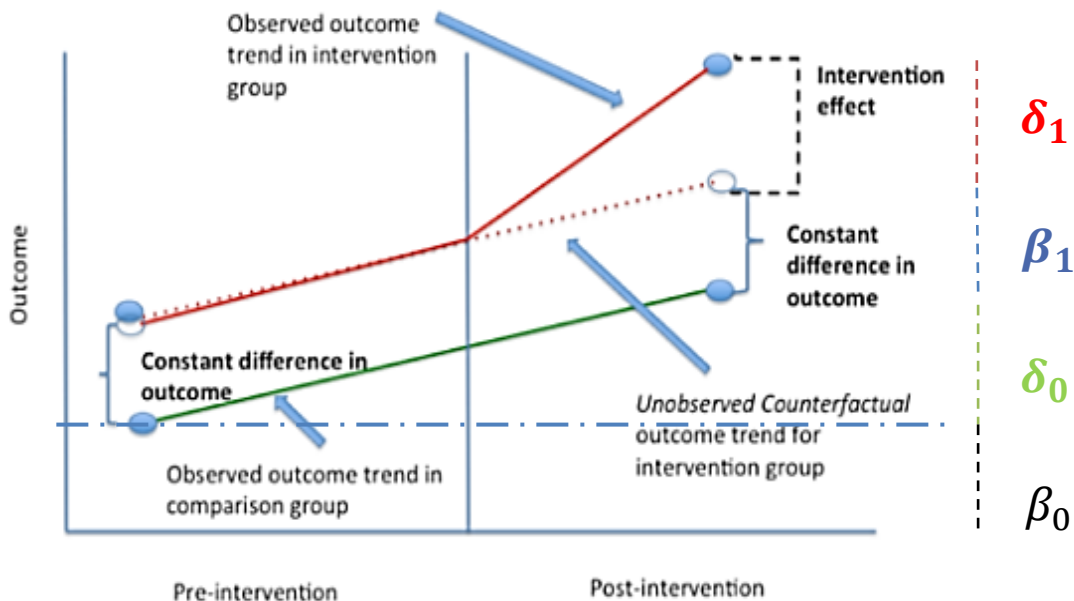 Observed outcome
trend in intervention
group
Intervention
effect
δ₁
Outcome
Constant
difference in
outcome
β₁
Constant difference in
outcome
δ₀
Unobserved Counterfactual
outcome trend for
intervention group
Observed outcome trend in
comparison group
β₀
Pre-intervention
Post-intervention